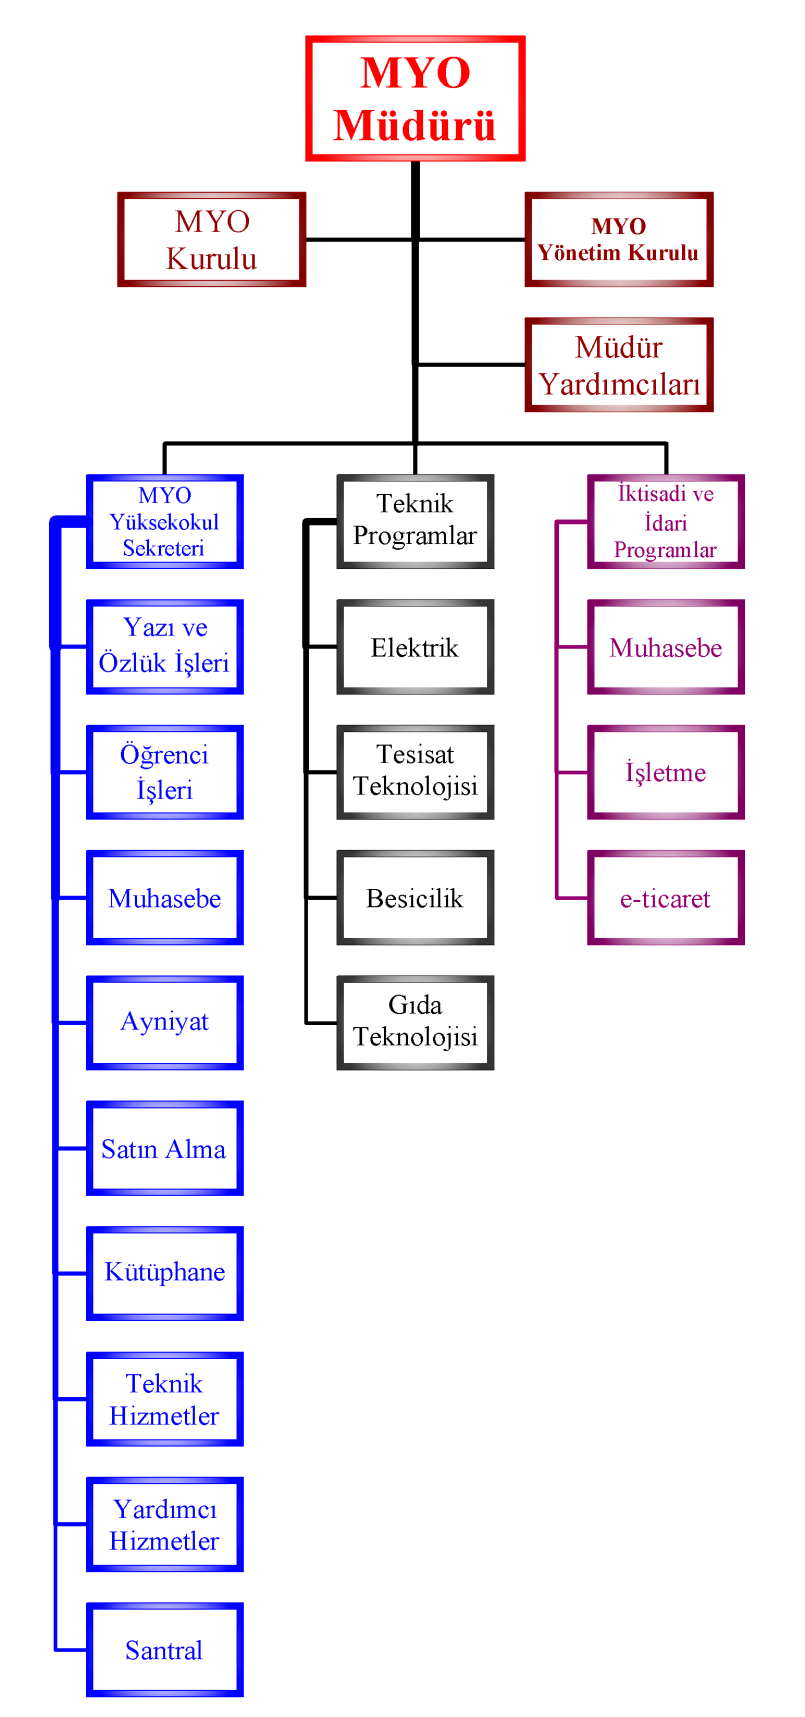 MYO
Müdürü
MYO
Kurulu
MYO
Yönetim Kurulu
Müdür
Yardımcıları
MYO
Yüksekokul
Sekreteri
Yazı ve
Özlük İşleri
Öğrenci
İşleri
Muhasebe
Ayniyat
Satın Alma
Kütüphane
Teknik
Hizmetler
Yardımcı
Hizmetler
Santral
Teknik
Programlar
Elektrik
Tesisat
Teknolojisi
Besicilik
Gıda
Teknolojisi
İktisadi ve
İdari
Programlar
Muhasebe
İşletme
e-ticaret